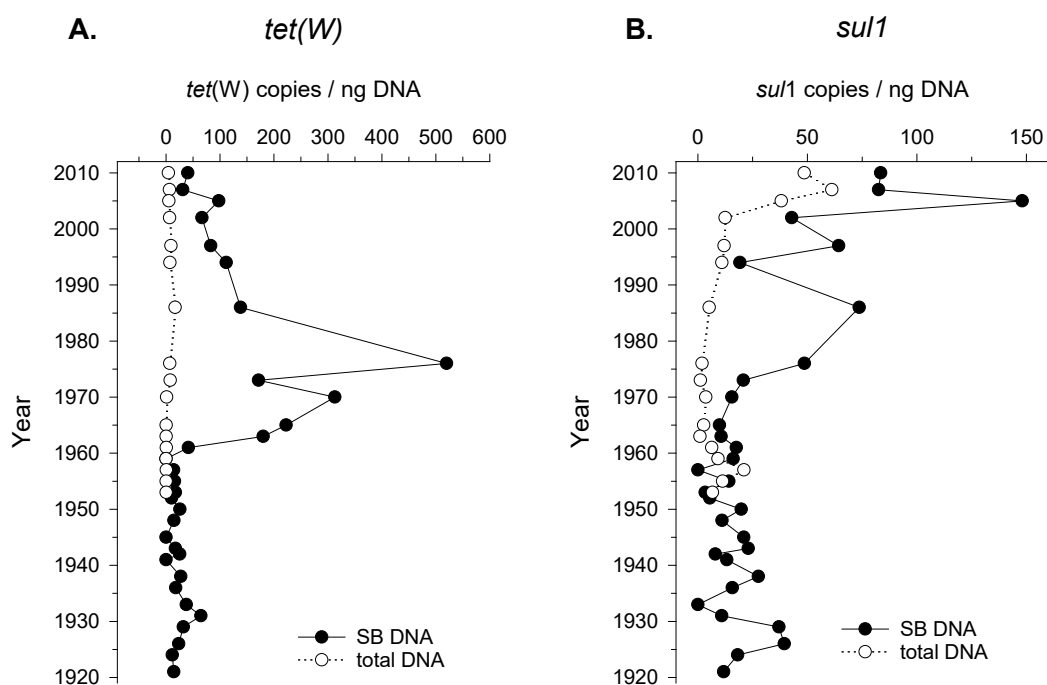 A. tet(W)
tet(W) copies / ng DNA
0 100 200 300 400 500 600
2010
2000
1990
1980
1970
1960
1950
1940
1930
1920
Year
SB DNA
total DNA
B. sul1
sul1 copies / ng DNA
0 50 100 150
2010
2000
1990
1980
1970
1960
1950
1940
1930
1920
Year
SB DNA
total DNA